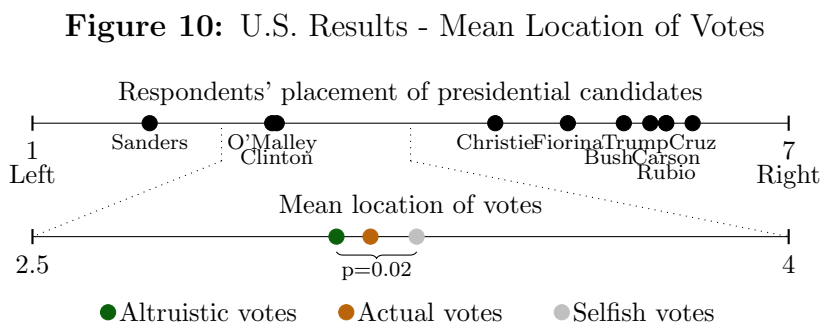 Figure 10: U.S. Results - Mean Location of Votes
Respondents' placement of presidential candidates
Sanders O'Malley Christie Fiorina Trump Cruz
1 Clinton Bush Carson 7
Left Rubio Right
Mean location of votes
2.5 4
p=0.02
Altruistic votes Actual votes Selfish votes